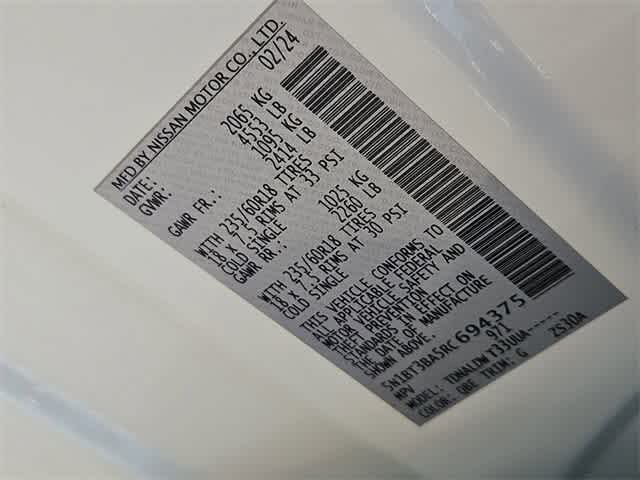 MFD BY NISSAN MOTOR CO., LTD.
DATE: 02/24
GVWR: 2065 KG
4553 LB
GAWR FR.: 1095 KG
2414 LB
WITH 235/60R18 TIRES
18 x 7.5 RIMS AT 33 PSI
COLD SINGLE
GAWR RR.: 1025 KG
2260 LB
WITH 235/60R18 TIRES
18 x 7.5 RIMS AT 30 PSI
COLD SINGLE
THIS VEHICLE CONFORMS TO
ALL APPLICABLE FEDERAL
MOTOR VEHICLE SAFETY AND
THEFT PREVENTION
STANDARDS IN EFFECT ON
THE DATE OF MANUFACTURE
SHOWN ABOVE.
5N1BT3BA5RC694375
MPV 971
MODEL: ZS30A
COLOR: QBE TRIM: G